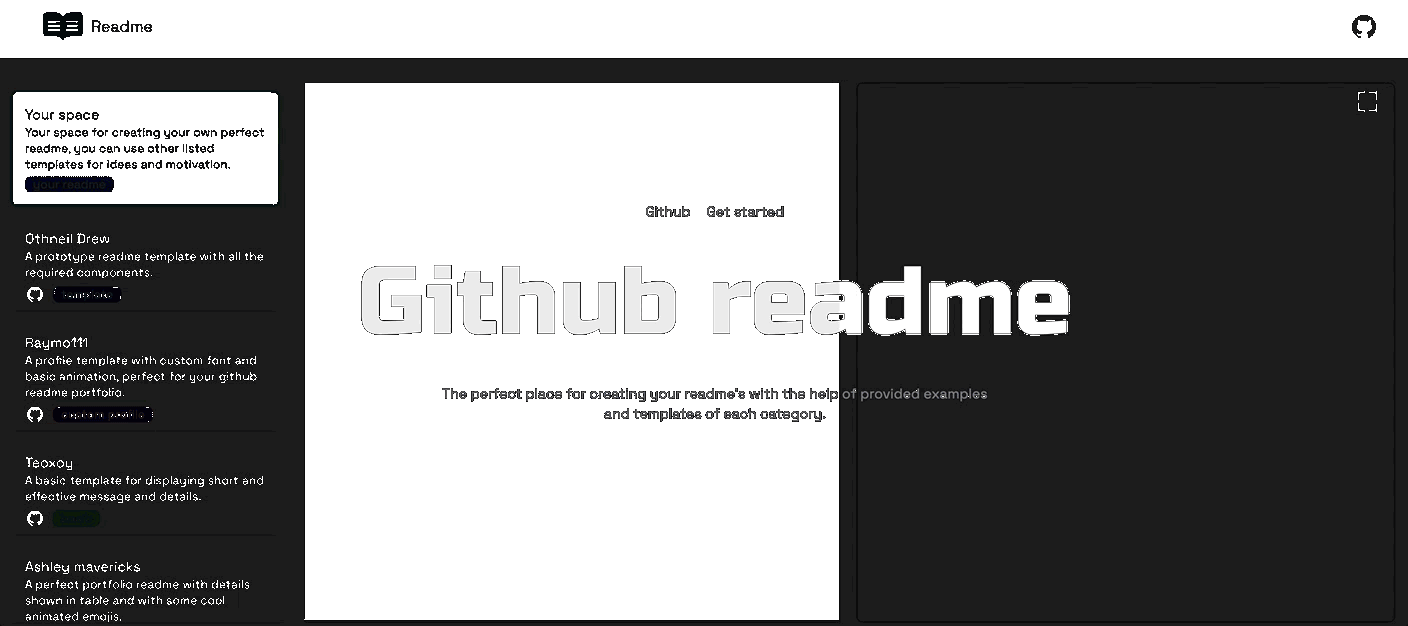 Readme
Your space
Your space for creating your own perfect
readme, you can use other listed
templates for ideas and motivation.
your readme
Othneil Drew
A prototype readme template with all the
required components.
Raymo111
A profile template with custom font and
basic animation, perfect for your github
readme portfolio.
Teoxoy
A basic template for displaying short and
effective message and details.
Ashley mavericks
A perfect portfolio readme with details
shown in table and with some cool
animated emojis.
Github Get started
Github readme
The perfect place for creating your readme's with the help of provided examples
and templates of each category.